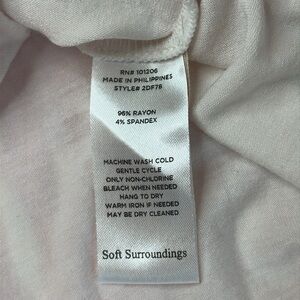 RN# 101206
MADE IN PHILIPPINES
STYLE# 2DF78
96% RAYON
4% SPANDEX
MACHINE WASH COLD
GENTLE CYCLE
ONLY NON-CHLORINE
BLEACH WHEN NEEDED
HANG TO DRY
WARM IRON IF NEEDED
MAY BE DRY CLEANED
Soft Surroundings